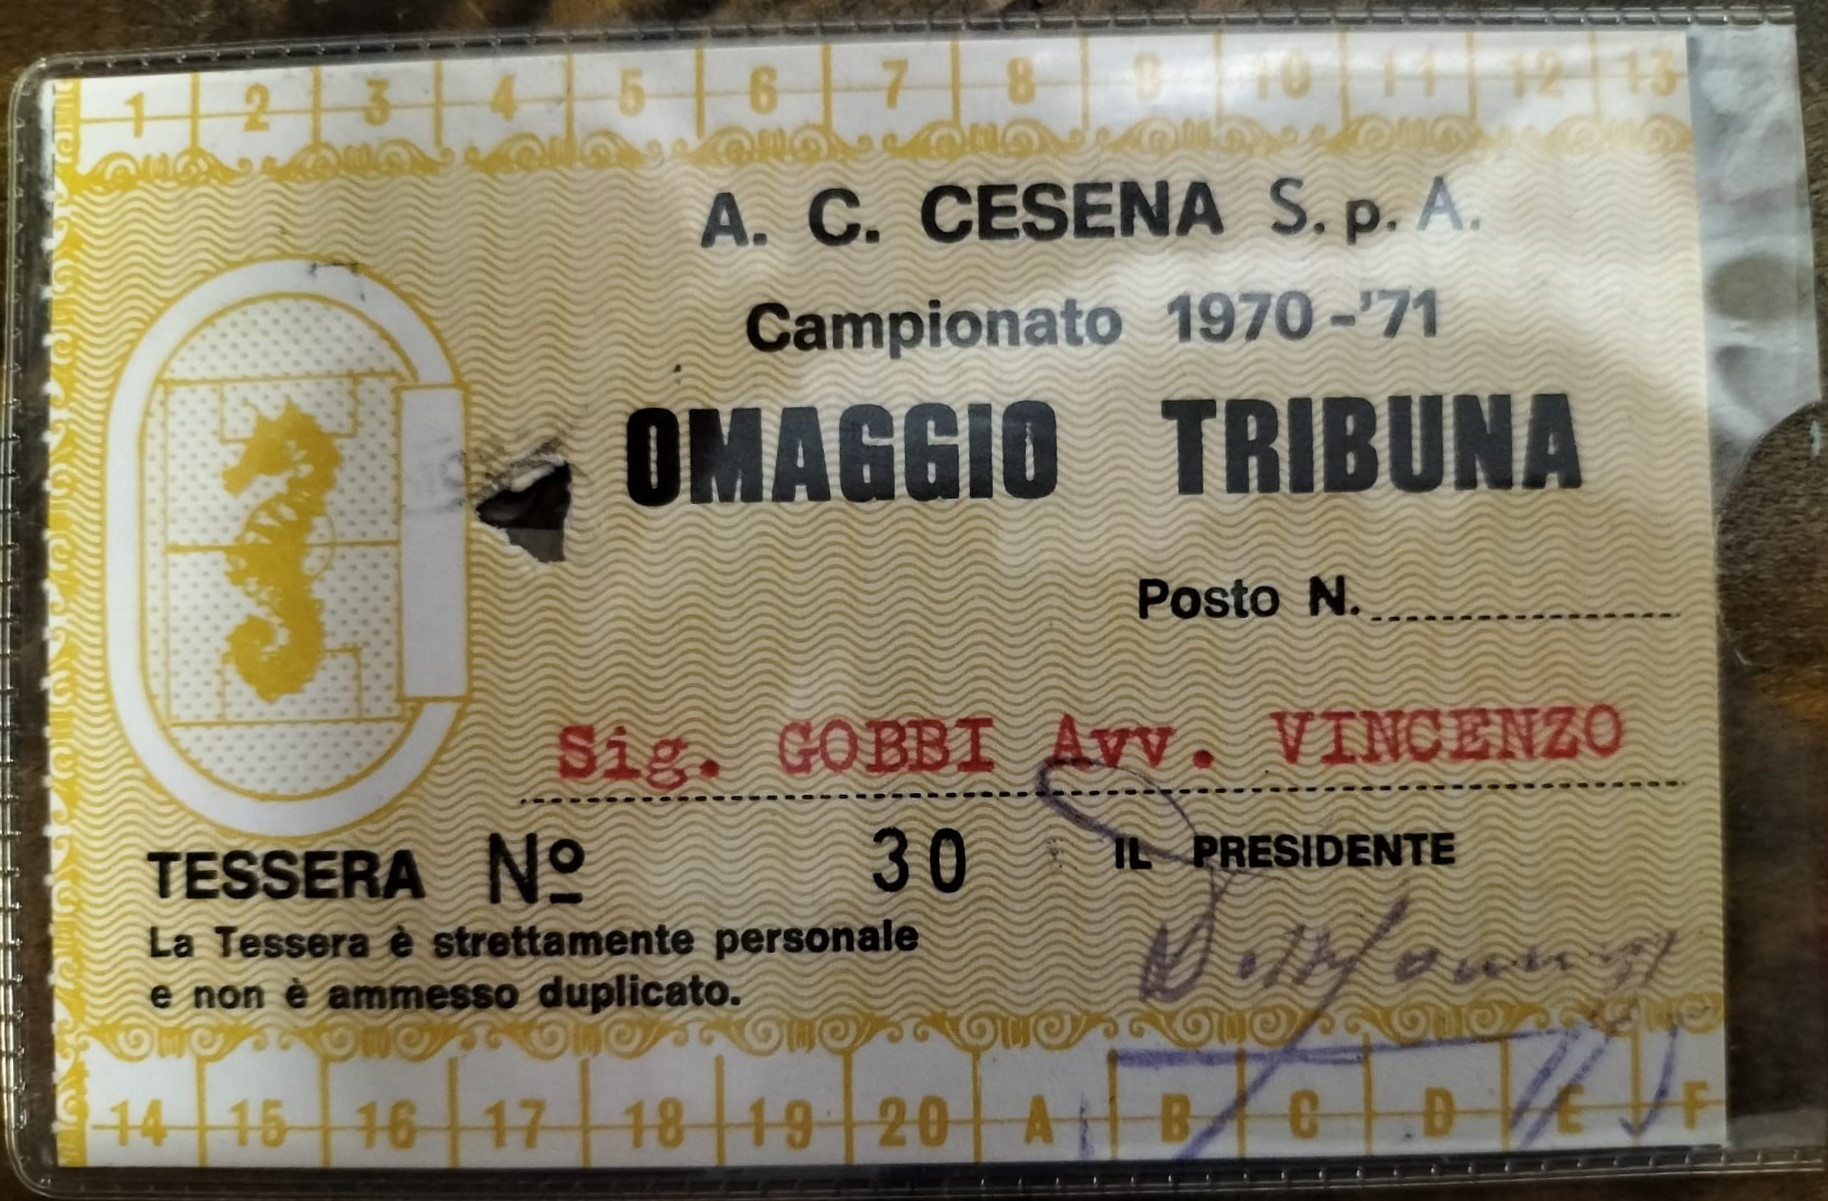 1 2 3 4 5 6 7 8 9 10 11 12 13
A. C. CESENA S. p. A.
Campionato 1970-'71
OMAGGIO TRIBUNA
Posto N.
Sig. GOBBI Avv. VINCENZO
TESSERA Nº 30
IL PRESIDENTE
La Tessera è strettamente personale
e non è ammesso duplicato.
14 15 16 17 18 19 20 A B C D E F